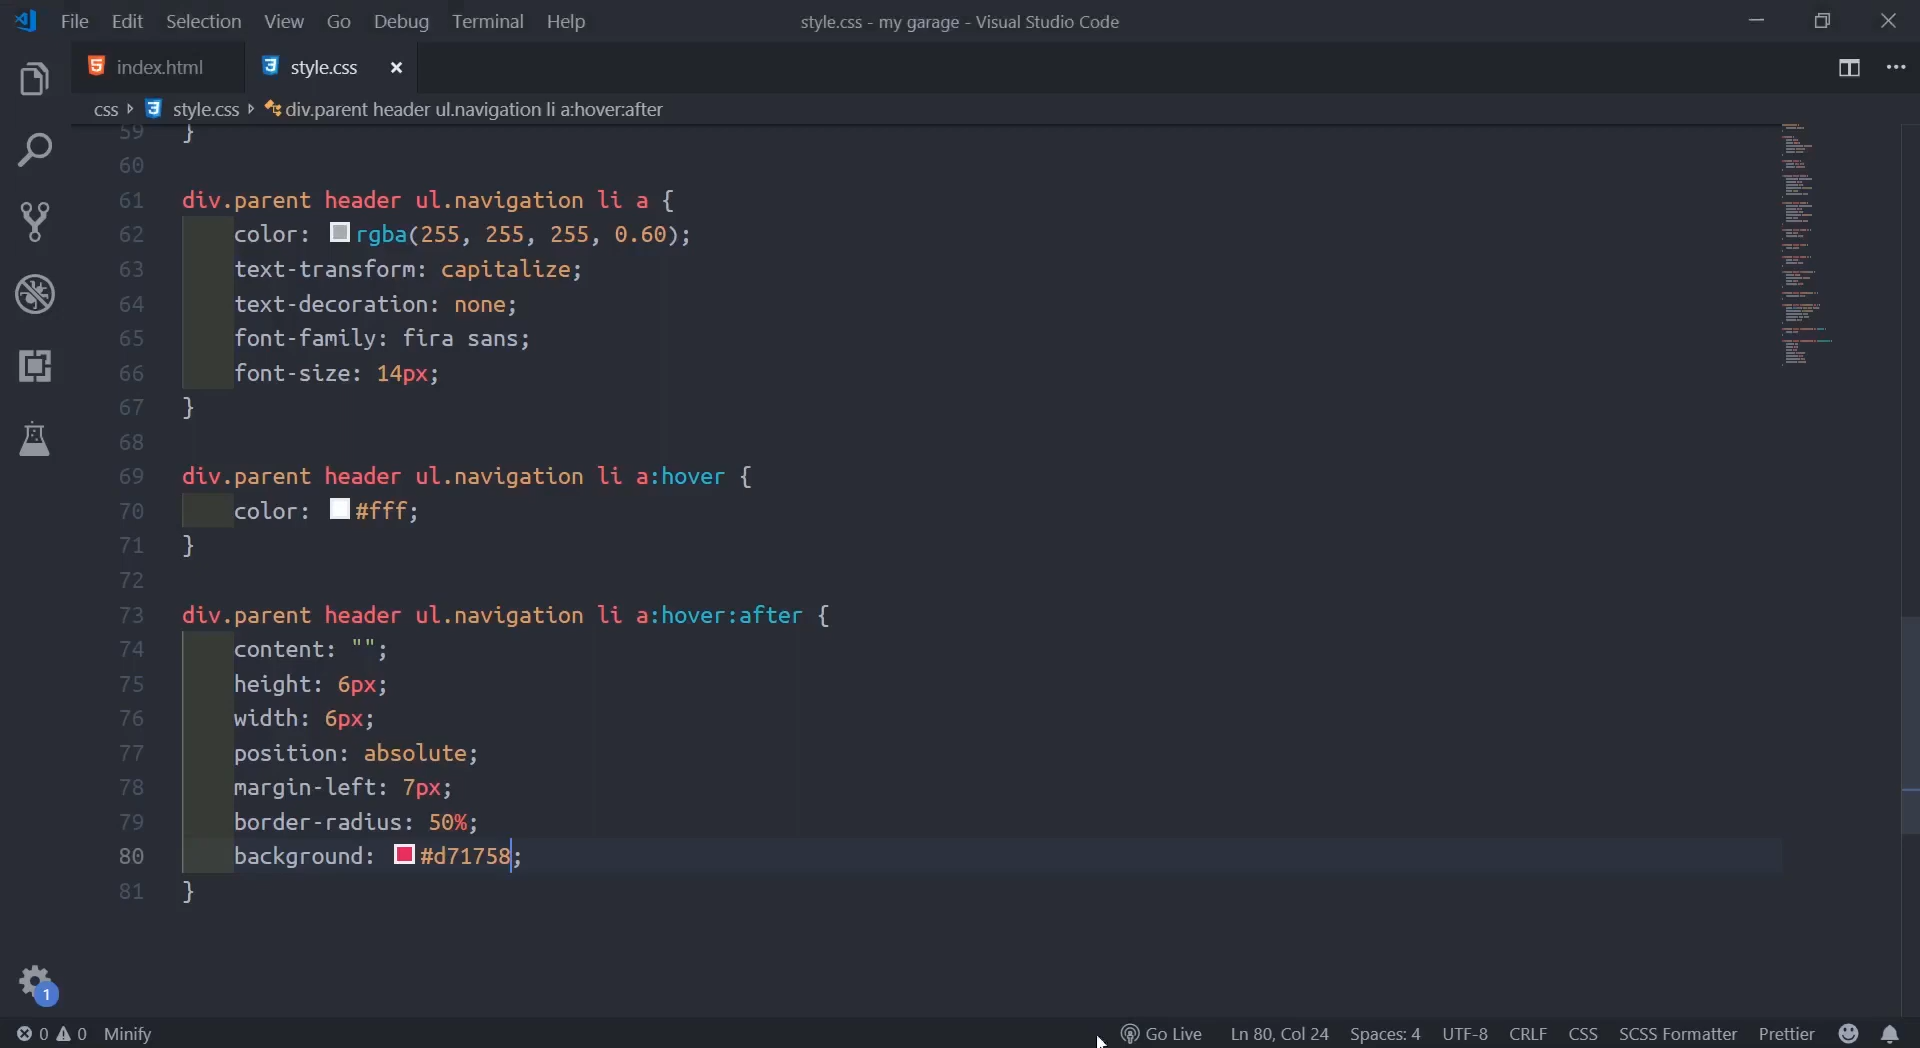 File Edit Selection View Go Debug Terminal Help
style.css - my garage - Visual Studio Code
index.html
style.css
css style.css div.parent header ul.navigation li a:hover:after
59 }
60
61 div.parent header ul.navigation li a {
62 color: rgba(255, 255, 255, 0.60);
63 text-transform: capitalize;
64 text-decoration: none;
65 font-family: fira sans;
66 font-size: 14px;
67 }
68
69 div.parent header ul.navigation li a:hover {
70 color: #fff;
71 }
72
73 div.parent header ul.navigation li a:hover:after {
74 content: "";
75 height: 6px;
76 width: 6px;
77 position: absolute;
78 margin-left: 7px;
79 border-radius: 50%;
80 background: #d71758;
81 }
1
0 0 Minify Go Live Ln 80, Col 24 Spaces: 4 UTF-8 CRLF CSS SCSS Formatter Prettier